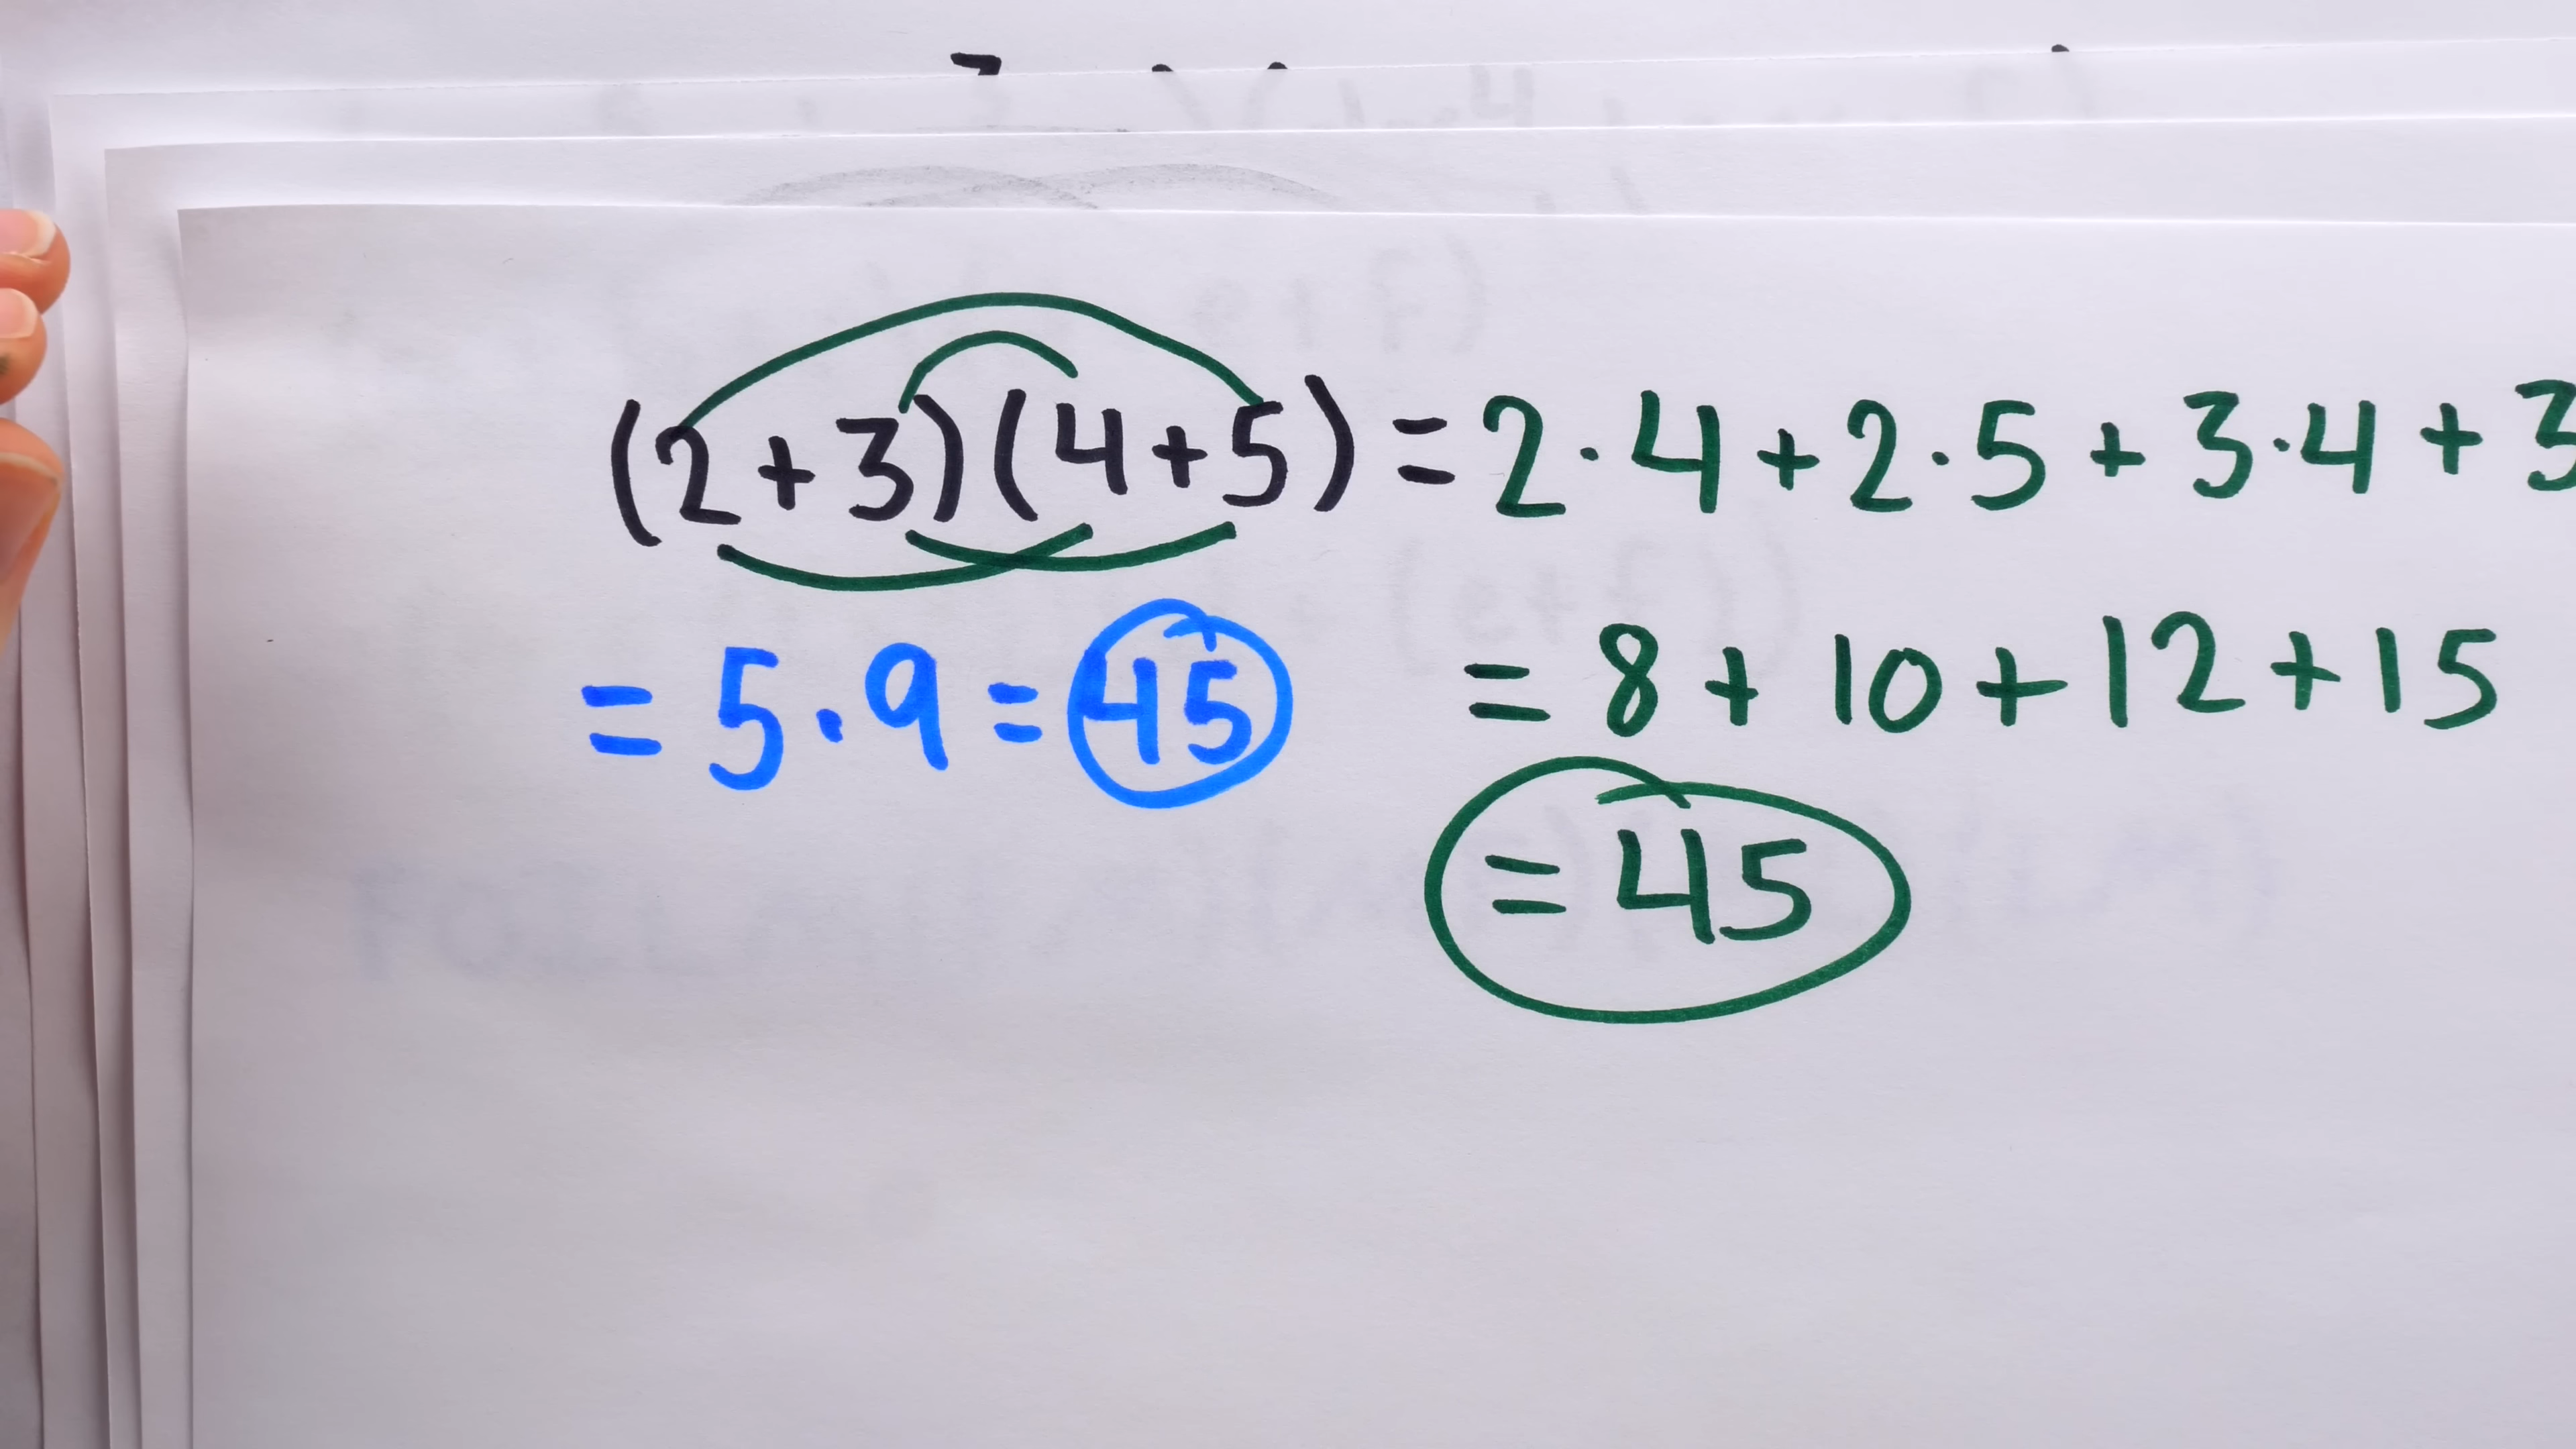 (2+3)(4+5) = 2·4 + 2·5 + 3·4 + 3
= 5·9 = 45
= 8 + 10 + 12 + 15
= 45